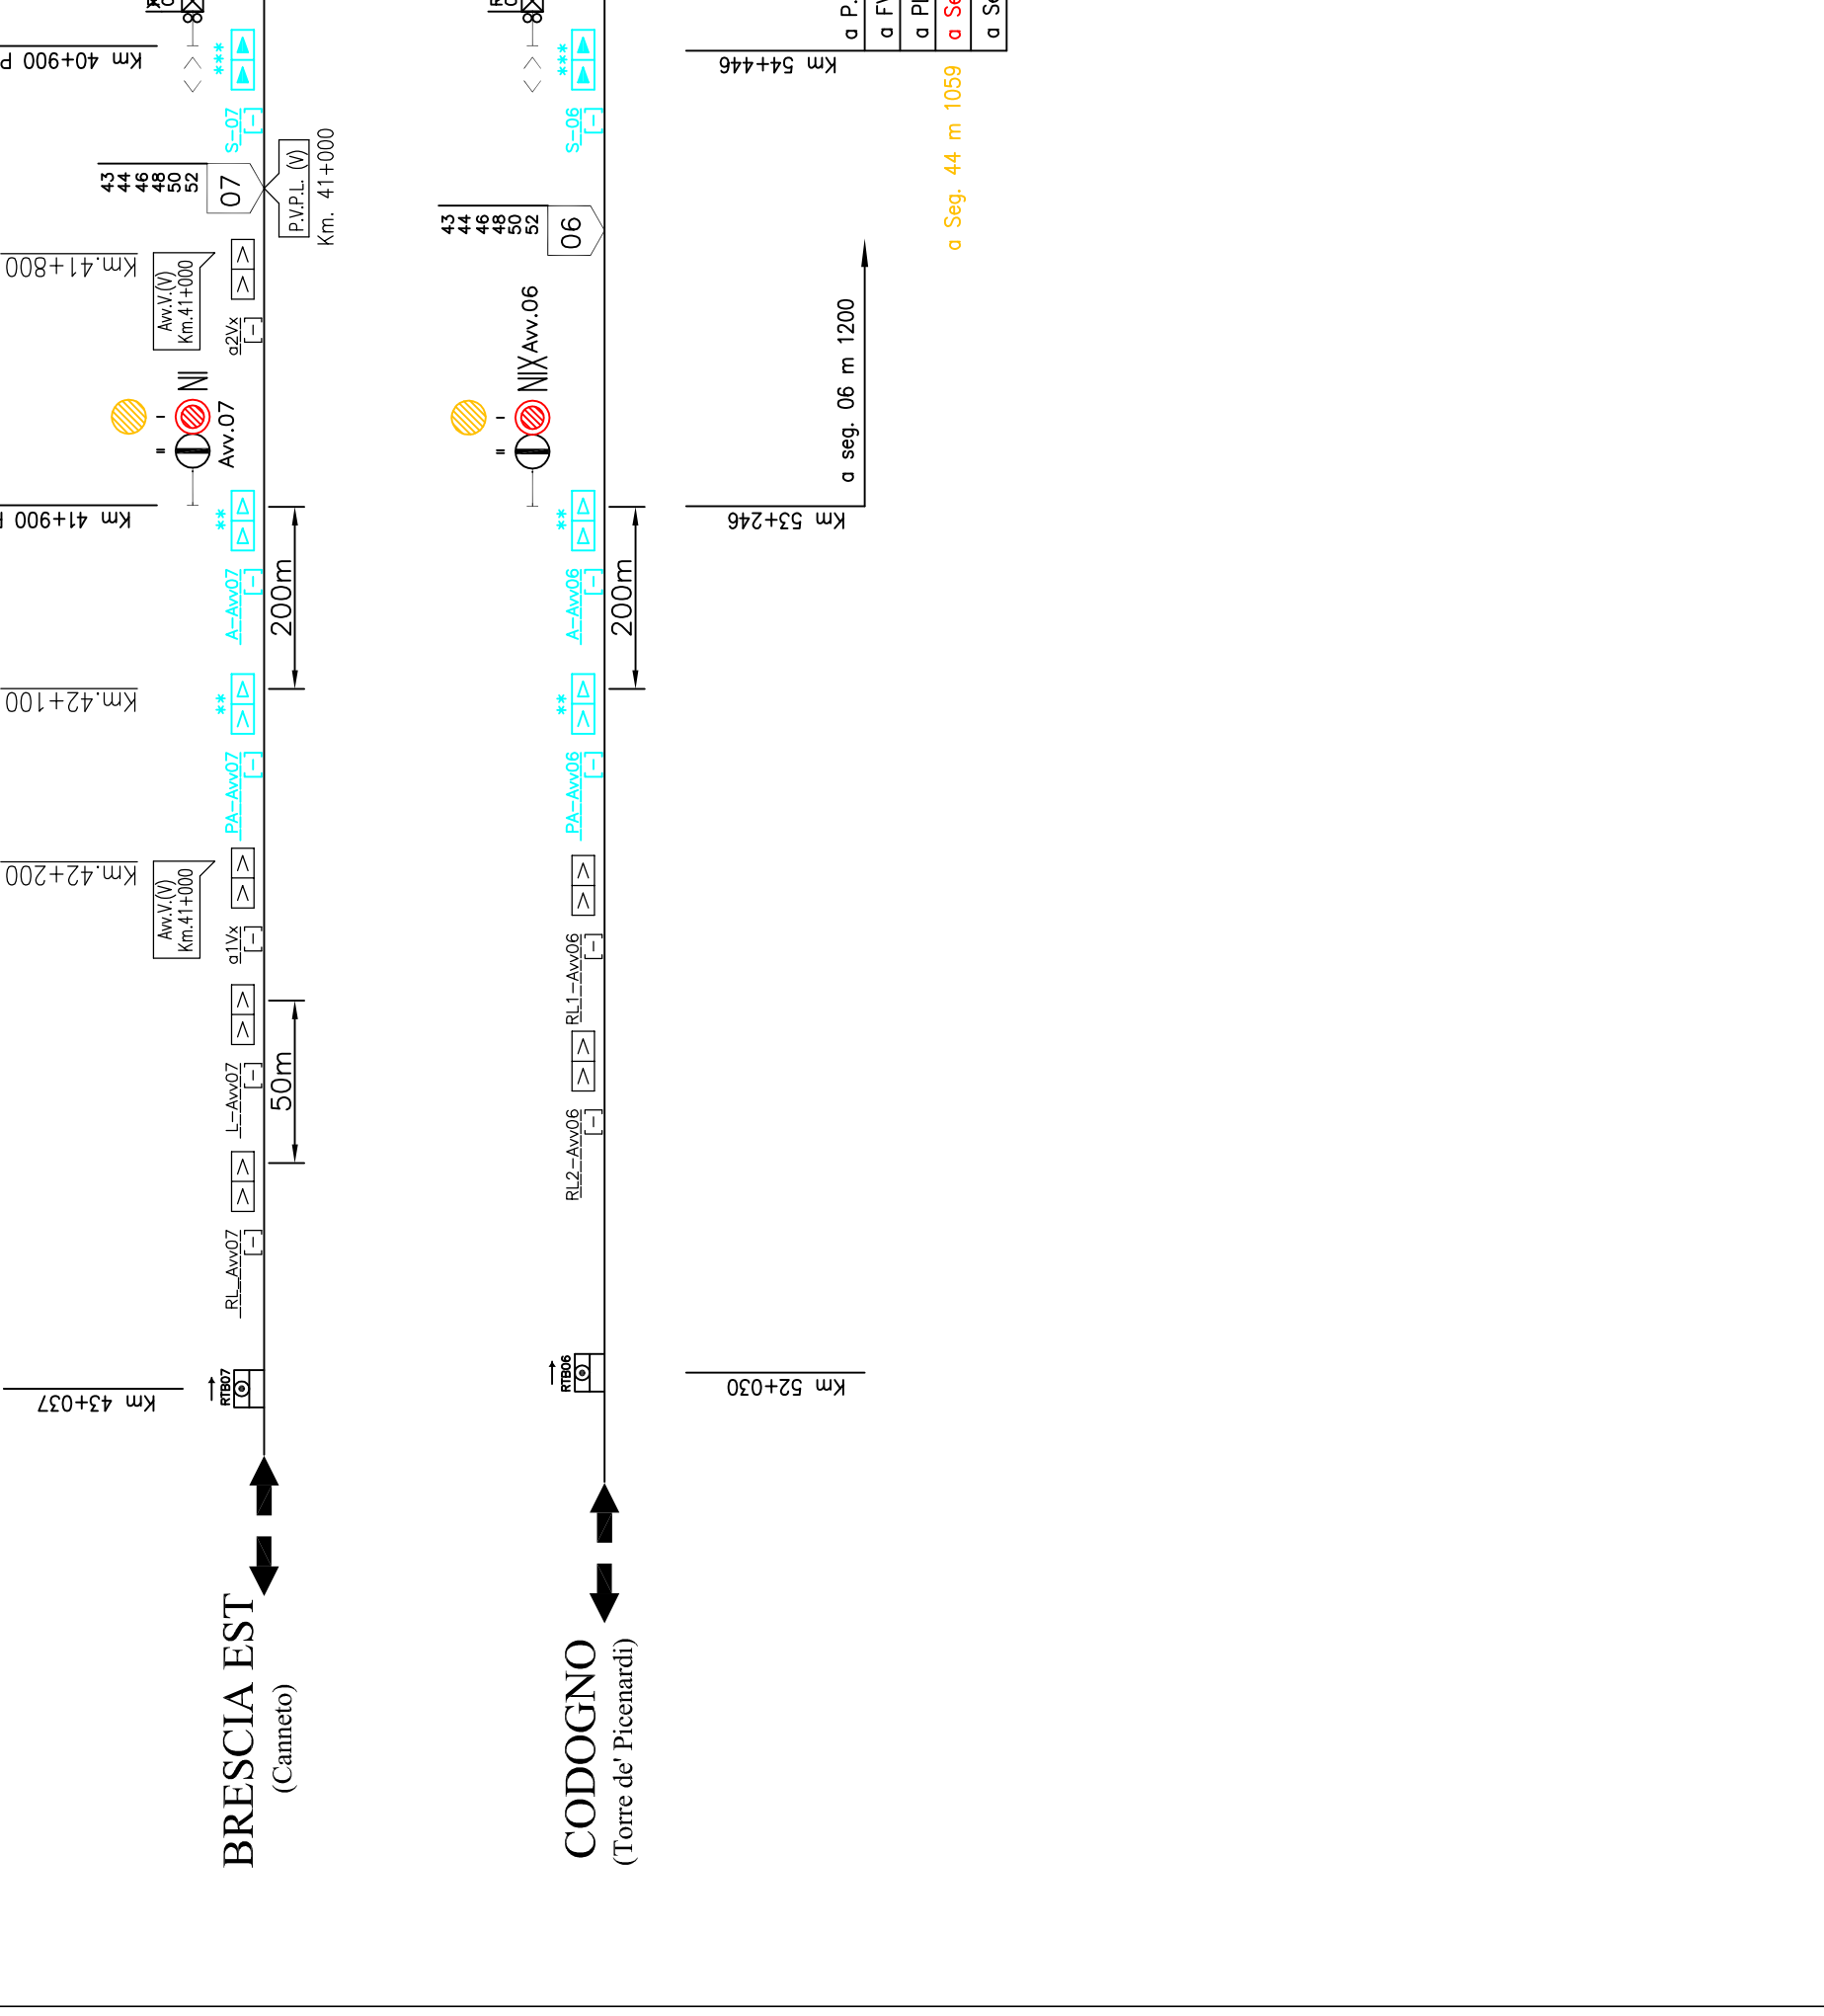 Km 40+900 P
***
S-07
[-]
43
44
46
48
50
52
07
P.V.P.L. (V)
Km. 41+000
Km.41+800
Avv.V.(V)
Km.41+000
a2Vx
[-]
Avv.07
Km 41+900
**
A-Avv07
[-]
200m
Km.42+100
**
PA-Avv07
[-]
Km.42+200
Avv.V.(V)
Km.41+000
a1Vx
[-]
L-Avv07
[-]
50m
RL_Avv07
[-]
Km 43+037
RTB07
BRESCIA EST
(Canneto)
***
S-06
[-]
43
44
46
48
50
52
06
Avv.06
**
A-Avv06
[-]
200m
**
PA-Avv06
[-]
RL1-Avv06
[-]
RL2-Avv06
[-]
RTB06
CODOGNO
(Torre de' Picenardi)
Km 54+446
a P.
a FV
a PL
a Se
a Se
a Seg. 44 m 1059
a seg. 06 m 1200
Km 53+246
Km 52+030